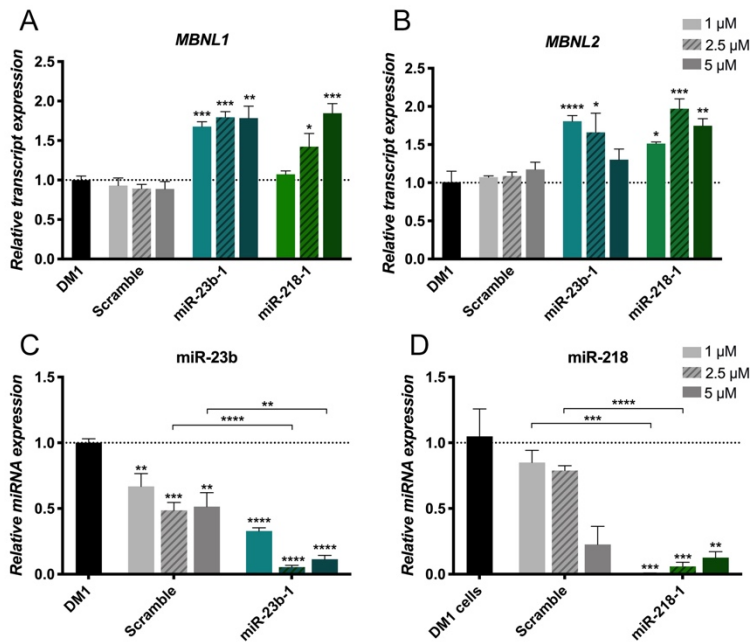 A
MBNL1
Relative transcript expression
2.5
2.0
1.5
1.0
0.5
0.0
*** *** ** * ***
DM1
Scramble
miR-23b-1
miR-218-1
B
MBNL2
1 µM
2.5 µM
5 µM
Relative transcript expression
2.5
2.0
1.5
1.0
0.5
0.0
**** * * *** **
DM1
Scramble
miR-23b-1
miR-218-1
C
miR-23b
Relative miRNA expression
1.5
1.0
0.5
0.0
**
****
** *** ** **** **** ****
DM1
Scramble
miR-23b-1
D
miR-218
1 µM
2.5 µM
5 µM
Relative miRNA expression
1.5
1.0
0.5
0.0
****
***
*** *** **
DM1 cells
Scramble
miR-218-1